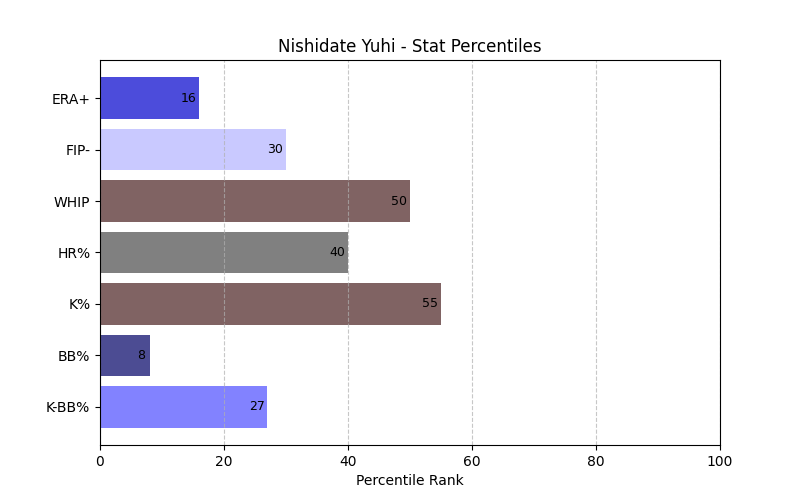 Nishidate Yuhi - Stat Percentiles
ERA+ 16
FIP- 30
WHIP 50
HR% 40
K% 55
BB% 8
K-BB% 27
0 20 40 60 80 100
Percentile Rank